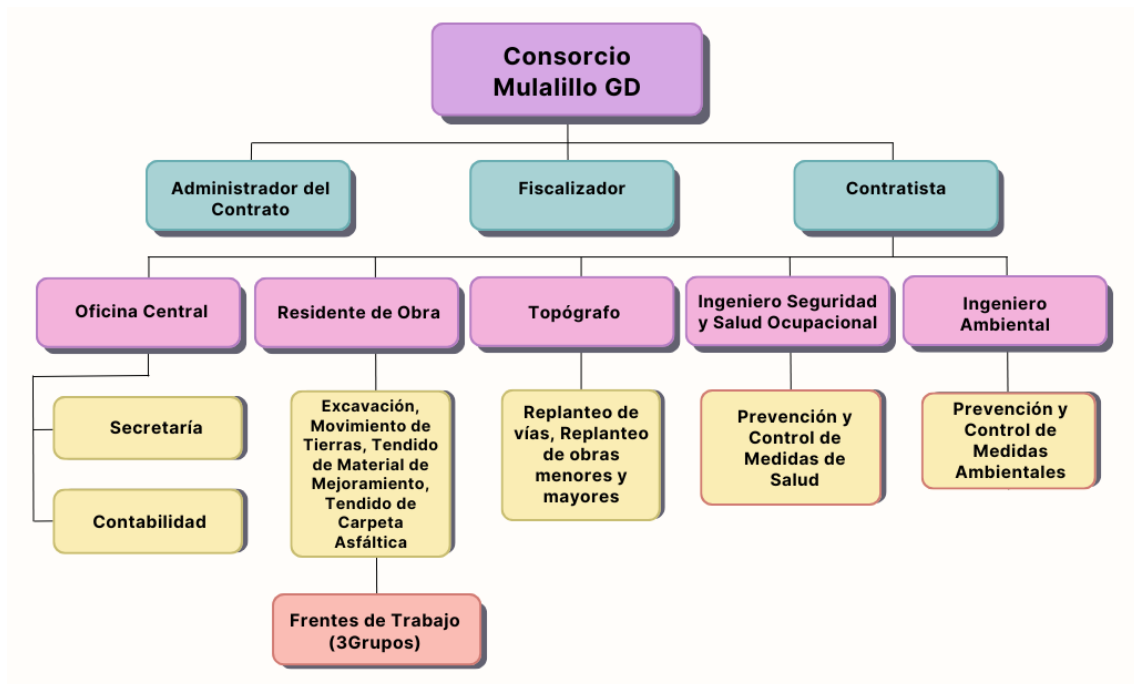 Consorcio
Mulalillo GD
Administrador del
Contrato
Fiscalizador
Contratista
Oficina Central
Residente de Obra
Topógrafo
Ingeniero Seguridad
y Salud Ocupacional
Ingeniero
Ambiental
Secretaría
Contabilidad
Excavación,
Movimiento de
Tierras, Tendido
de Material de
Mejoramiento,
Tendido de
Carpeta
Asfáltica
Replanteo de
vías, Replanteo
de obras
menores y
mayores
Prevención y
Control de
Medidas de
Salud
Prevención y
Control de
Medidas
Ambientales
Frentes de Trabajo
(3Grupos)